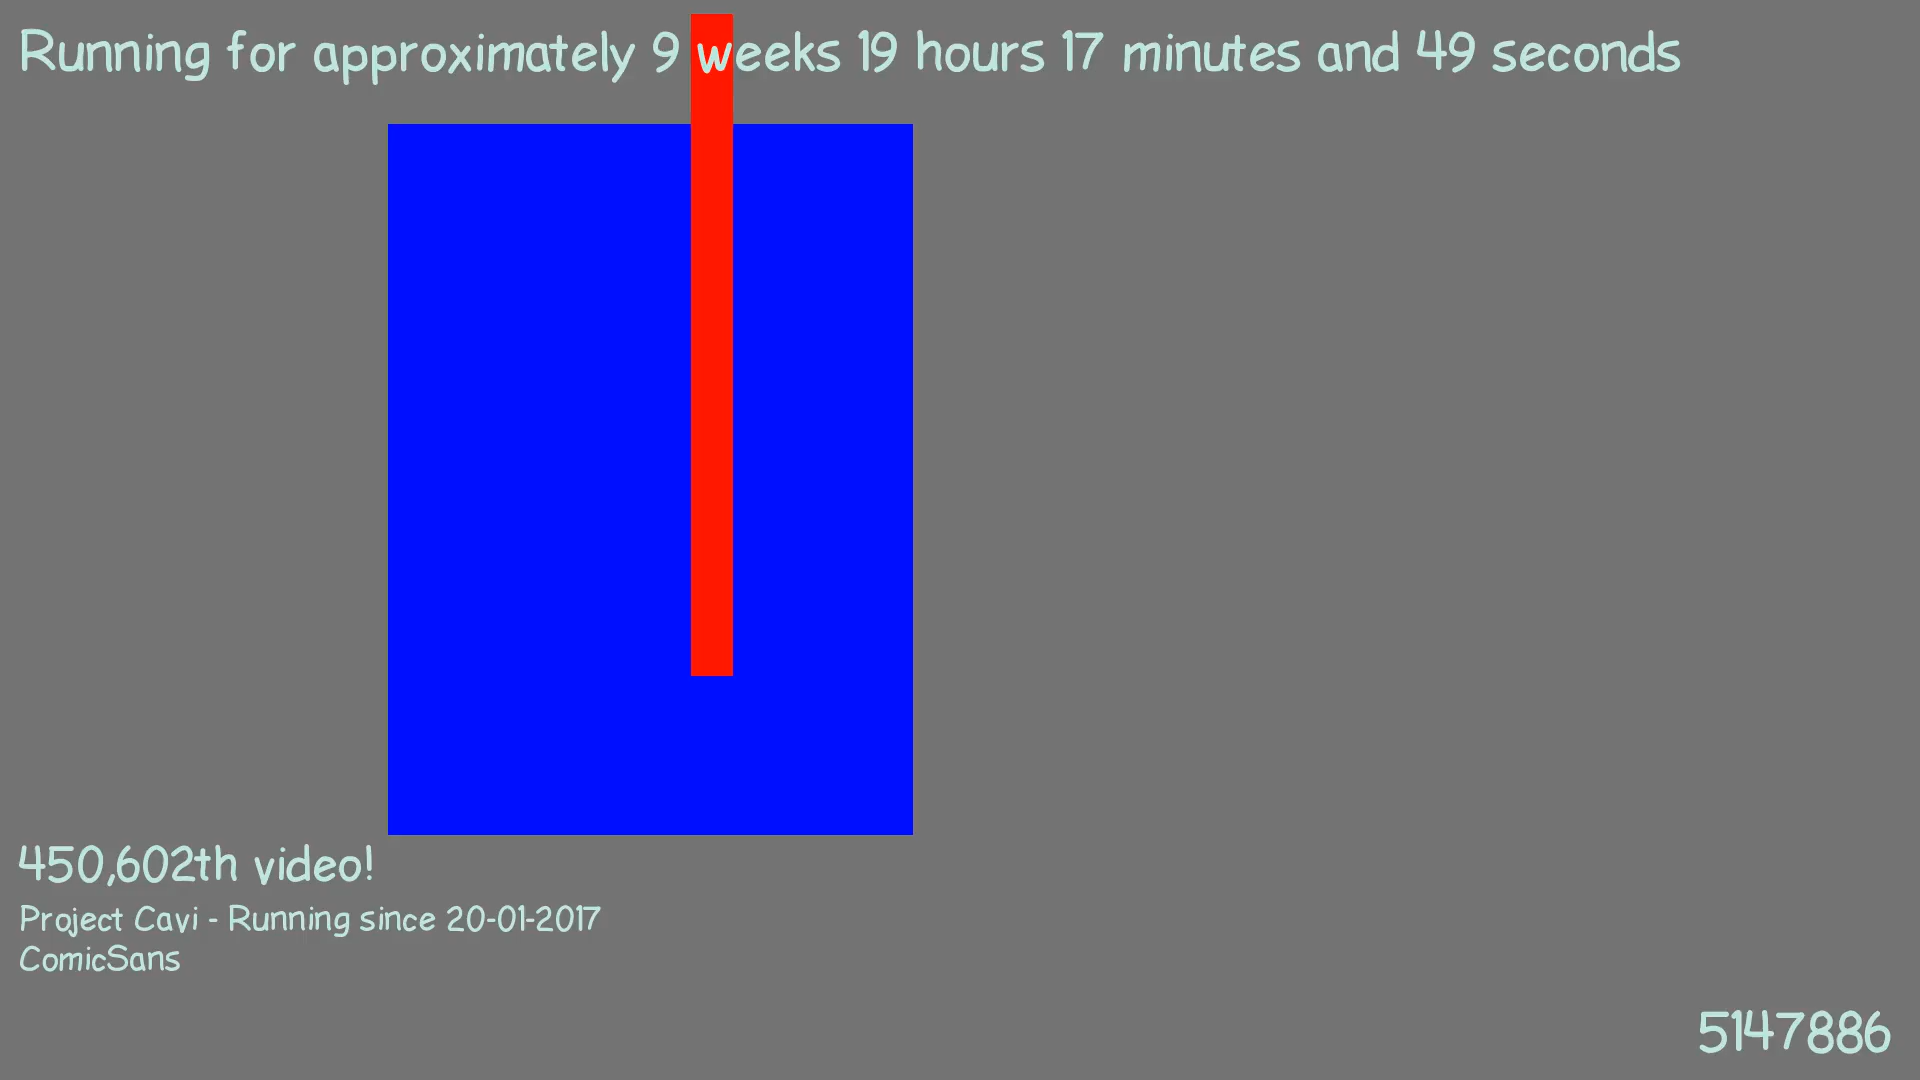 Running for approximately 9 weeks 19 hours 17 minutes and 49 seconds
450,602th video!
Project Cavi - Running since 20-01-2017
ComicSans
5147886